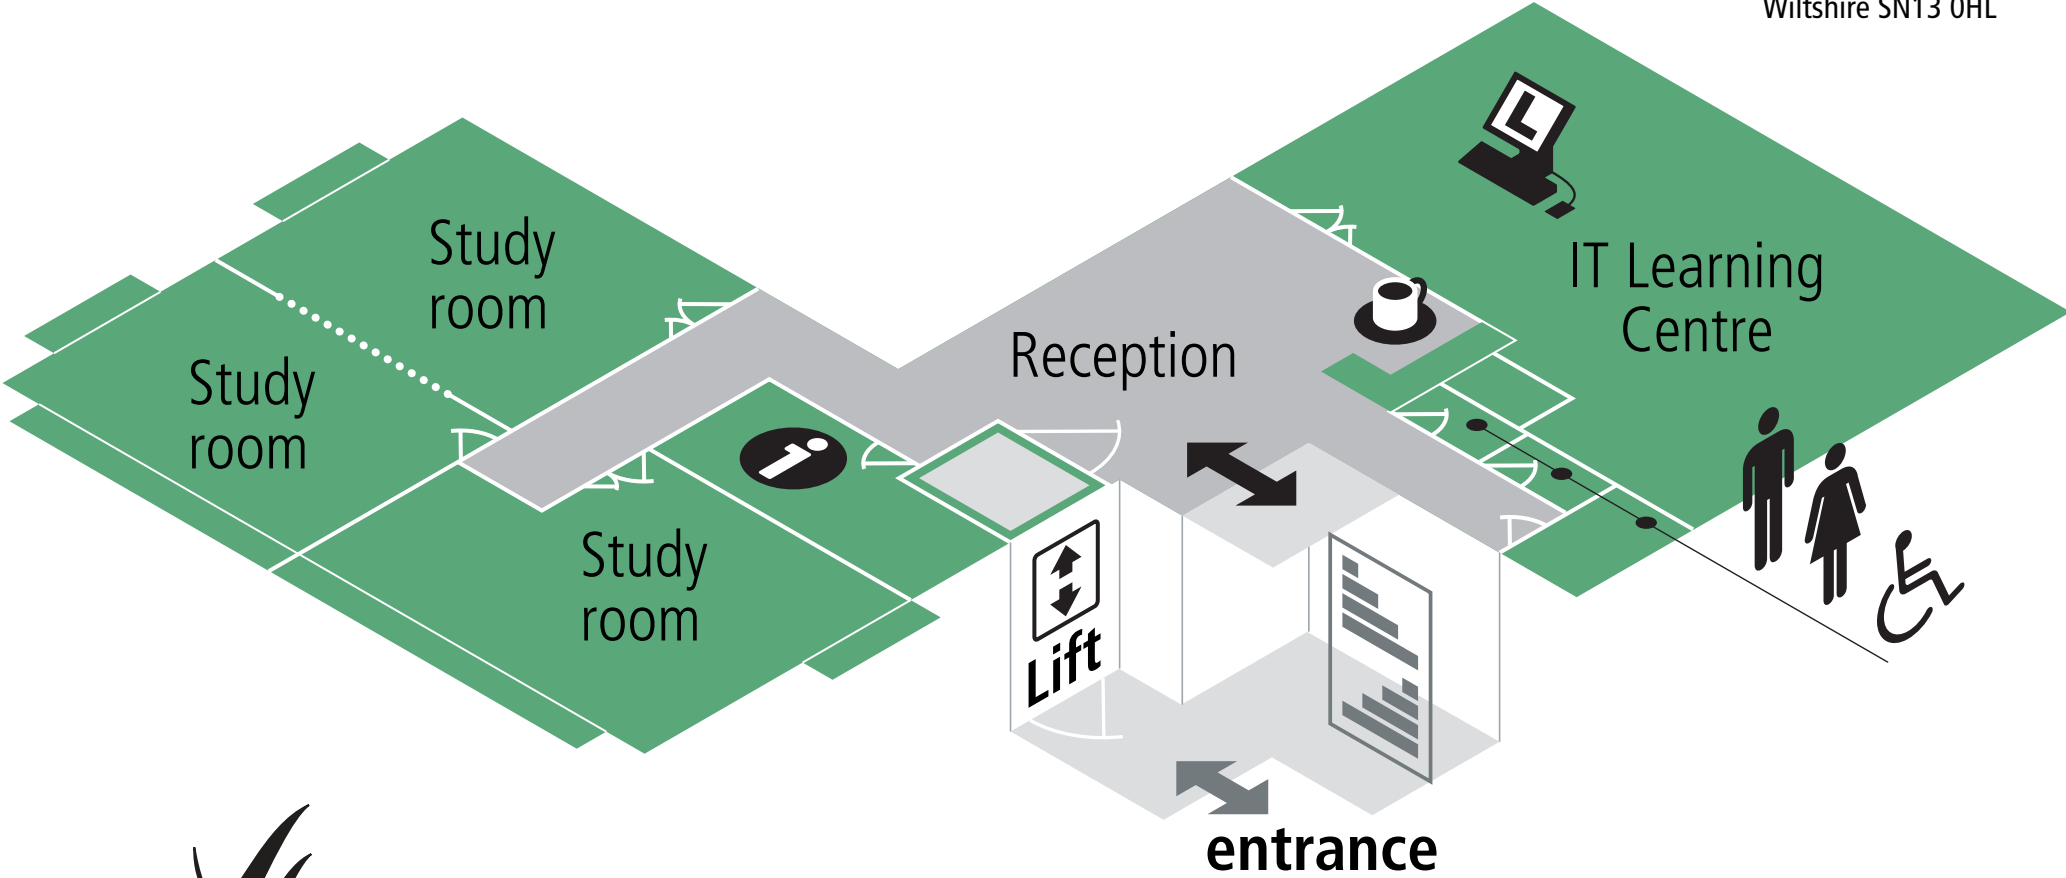 Wiltshire SN13 0HL
L
Study
room
IT Learning
Centre
Reception
Study
room
i
Study
room
Lift
entrance